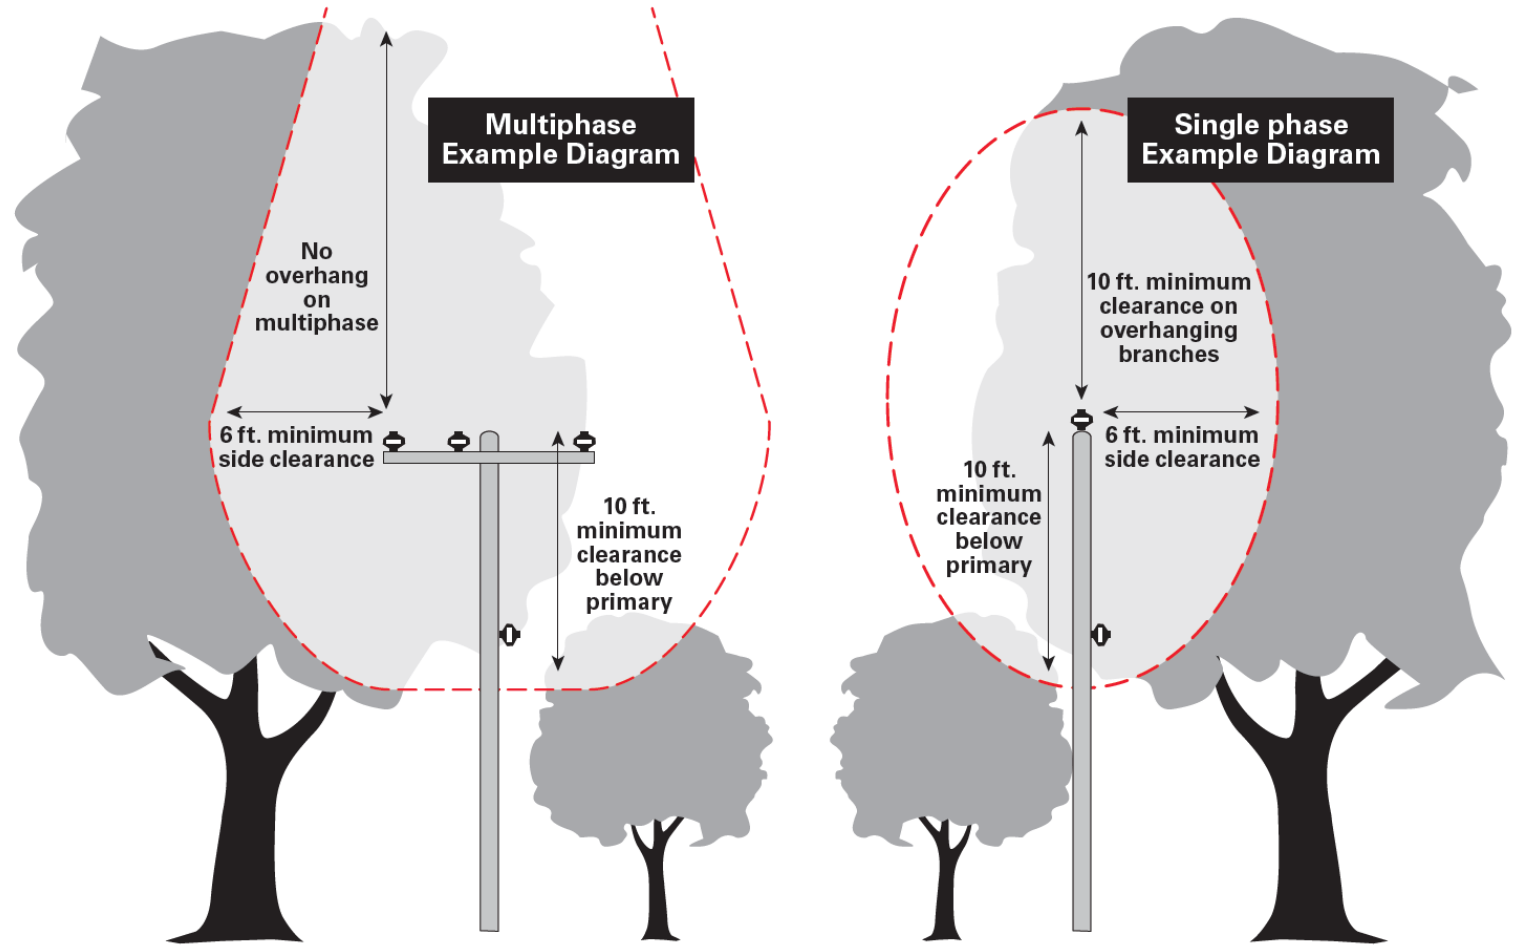 Multiphase
Example Diagram
No
overhang
on
multiphase
6 ft. minimum
side clearance
10 ft.
minimum
clearance
below
primary
Single phase
Example Diagram
10 ft. minimum
clearance on
overhanging
branches
6 ft. minimum
side clearance
10 ft.
minimum
clearance
below
primary